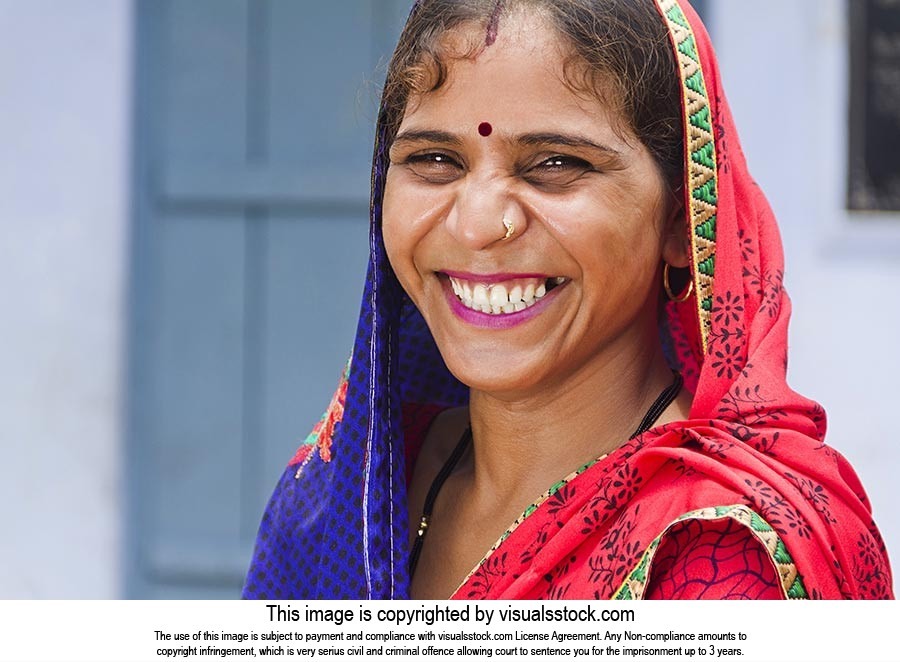 This image is copyrighted by visualsstock.com
The use of this image is subject to payment and compliance with visualsstock.com License Agreement. Any Non-compliance amounts to
copyright infringement, which is very serius civil and criminal offence allowing court to sentence you for the imprisonment up to 3 years.